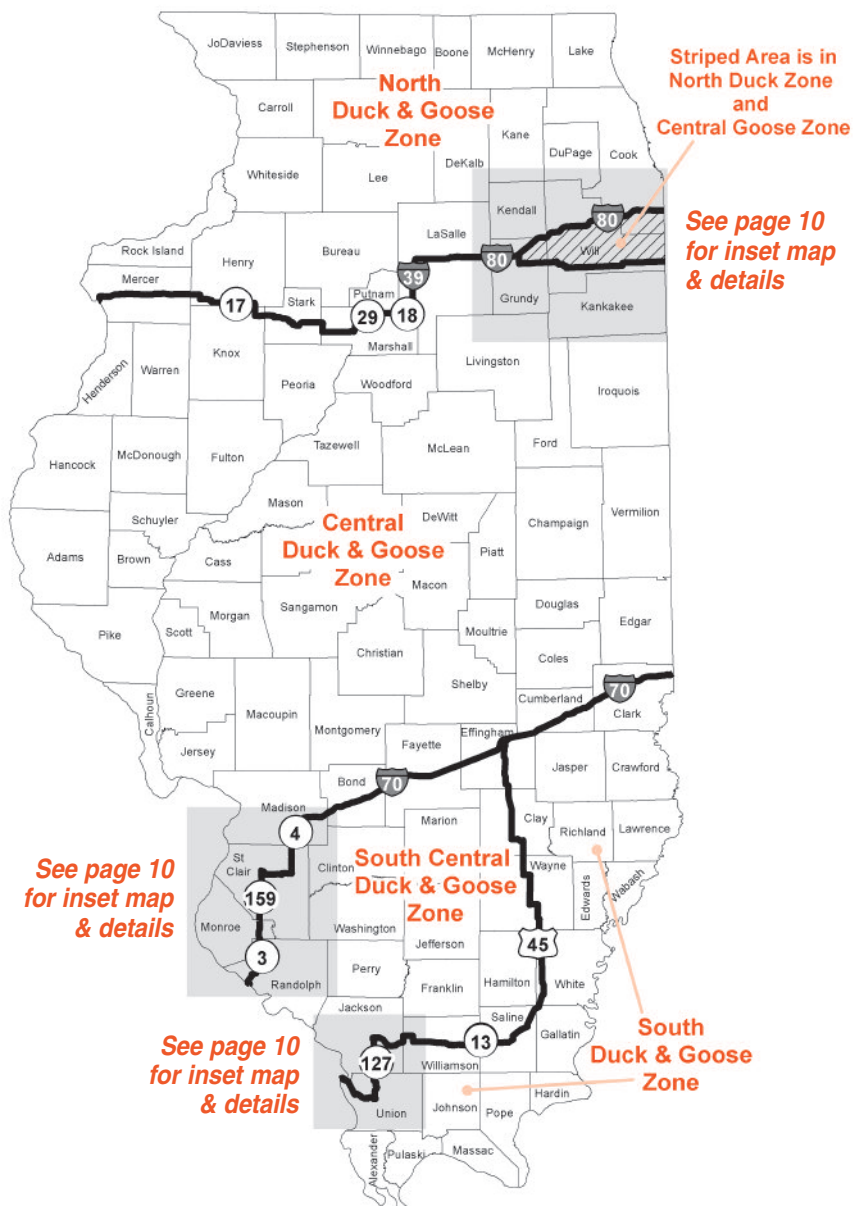 JoDaviess
Stephenson
Winnebago
Boone
McHenry
Lake
Striped Area is in
North Duck Zone
and
Central Goose Zone
North
Duck & Goose
Zone
Carroll
Kane
DuPage
Cook
DeKalb
Whiteside
Lee
Kendall
80
See page 10
for inset map
& details
LaSalle
Rock Island
Henry
Bureau
80
Will
Mercer
39
Putnam
Stark
17
29
18
Grundy
Kankakee
Marshall
Knox
Livingston
Henderson
Warren
Peoria
Woodford
Iroquois
Tazewell
McLean
Ford
Hancock
McDonough
Fulton
Mason
Schuyler
DeWitt
Champaign
Vermilion
Central
Duck & Goose
Zone
Adams
Brown
Cass
Piatt
Macon
Sangamon
Morgan
Douglas
Edgar
Pike
Scott
Moultrie
Christian
Coles
Shelby
Greene
Calhoun
Macoupin
Cumberland
70
Clark
Montgomery
Jersey
Fayette
Effingham
Jasper
Crawford
Bond
70
Madison
4
Marion
Clay
Richland
Lawrence
See page 10
for inset map
& details
St
Clair
Clinton
South Central
Duck & Goose
Zone
Wayne
Edwards
Wabash
159
Monroe
Washington
Jefferson
45
3
Randolph
Perry
Franklin
Hamilton
White
Jackson
Saline
Gallatin
See page 10
for inset map
& details
127
13
Williamson
South
Duck & Goose
Zone
Union
Johnson
Pope
Hardin
Alexander
Pulaski
Massac